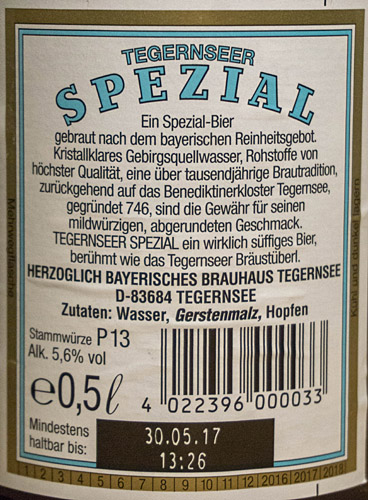 TEGERNSEER
SPEZIAL
Ein Spezial-Bier
gebraut nach dem bayerischen Reinheitsgebot.
Kristallklares Gebirgsquellwasser, Rohstoffe von
höchster Qualität, eine über tausendjährige Brautradition,
zurückgehend auf das Benediktinerkloster Tegernsee,
gegründet 746, sind die Gewähr für seinen
mildwürzigen, abgerundeten Geschmack.
TEGERNSEER SPEZIAL ein wirklich süffiges Bier,
berühmt wie das Tegernseer Bräustüberl.
HERZOGLICH BAYERISCHES BRAUHAUS TEGERNSEE
D-83684 TEGERNSEE
Zutaten: Wasser, Gerstenmalz, Hopfen
Stammwürze P13
Alk. 5,6% vol
e0,5ℓ
4 022396 000033
Mindestens
haltbar bis:
30.05.17
13:26
1 2 3 4 5 6 7 8 9 10 11 12 2016 2017 2018
Mehrwegflasche
Kühl und dunkel lagern